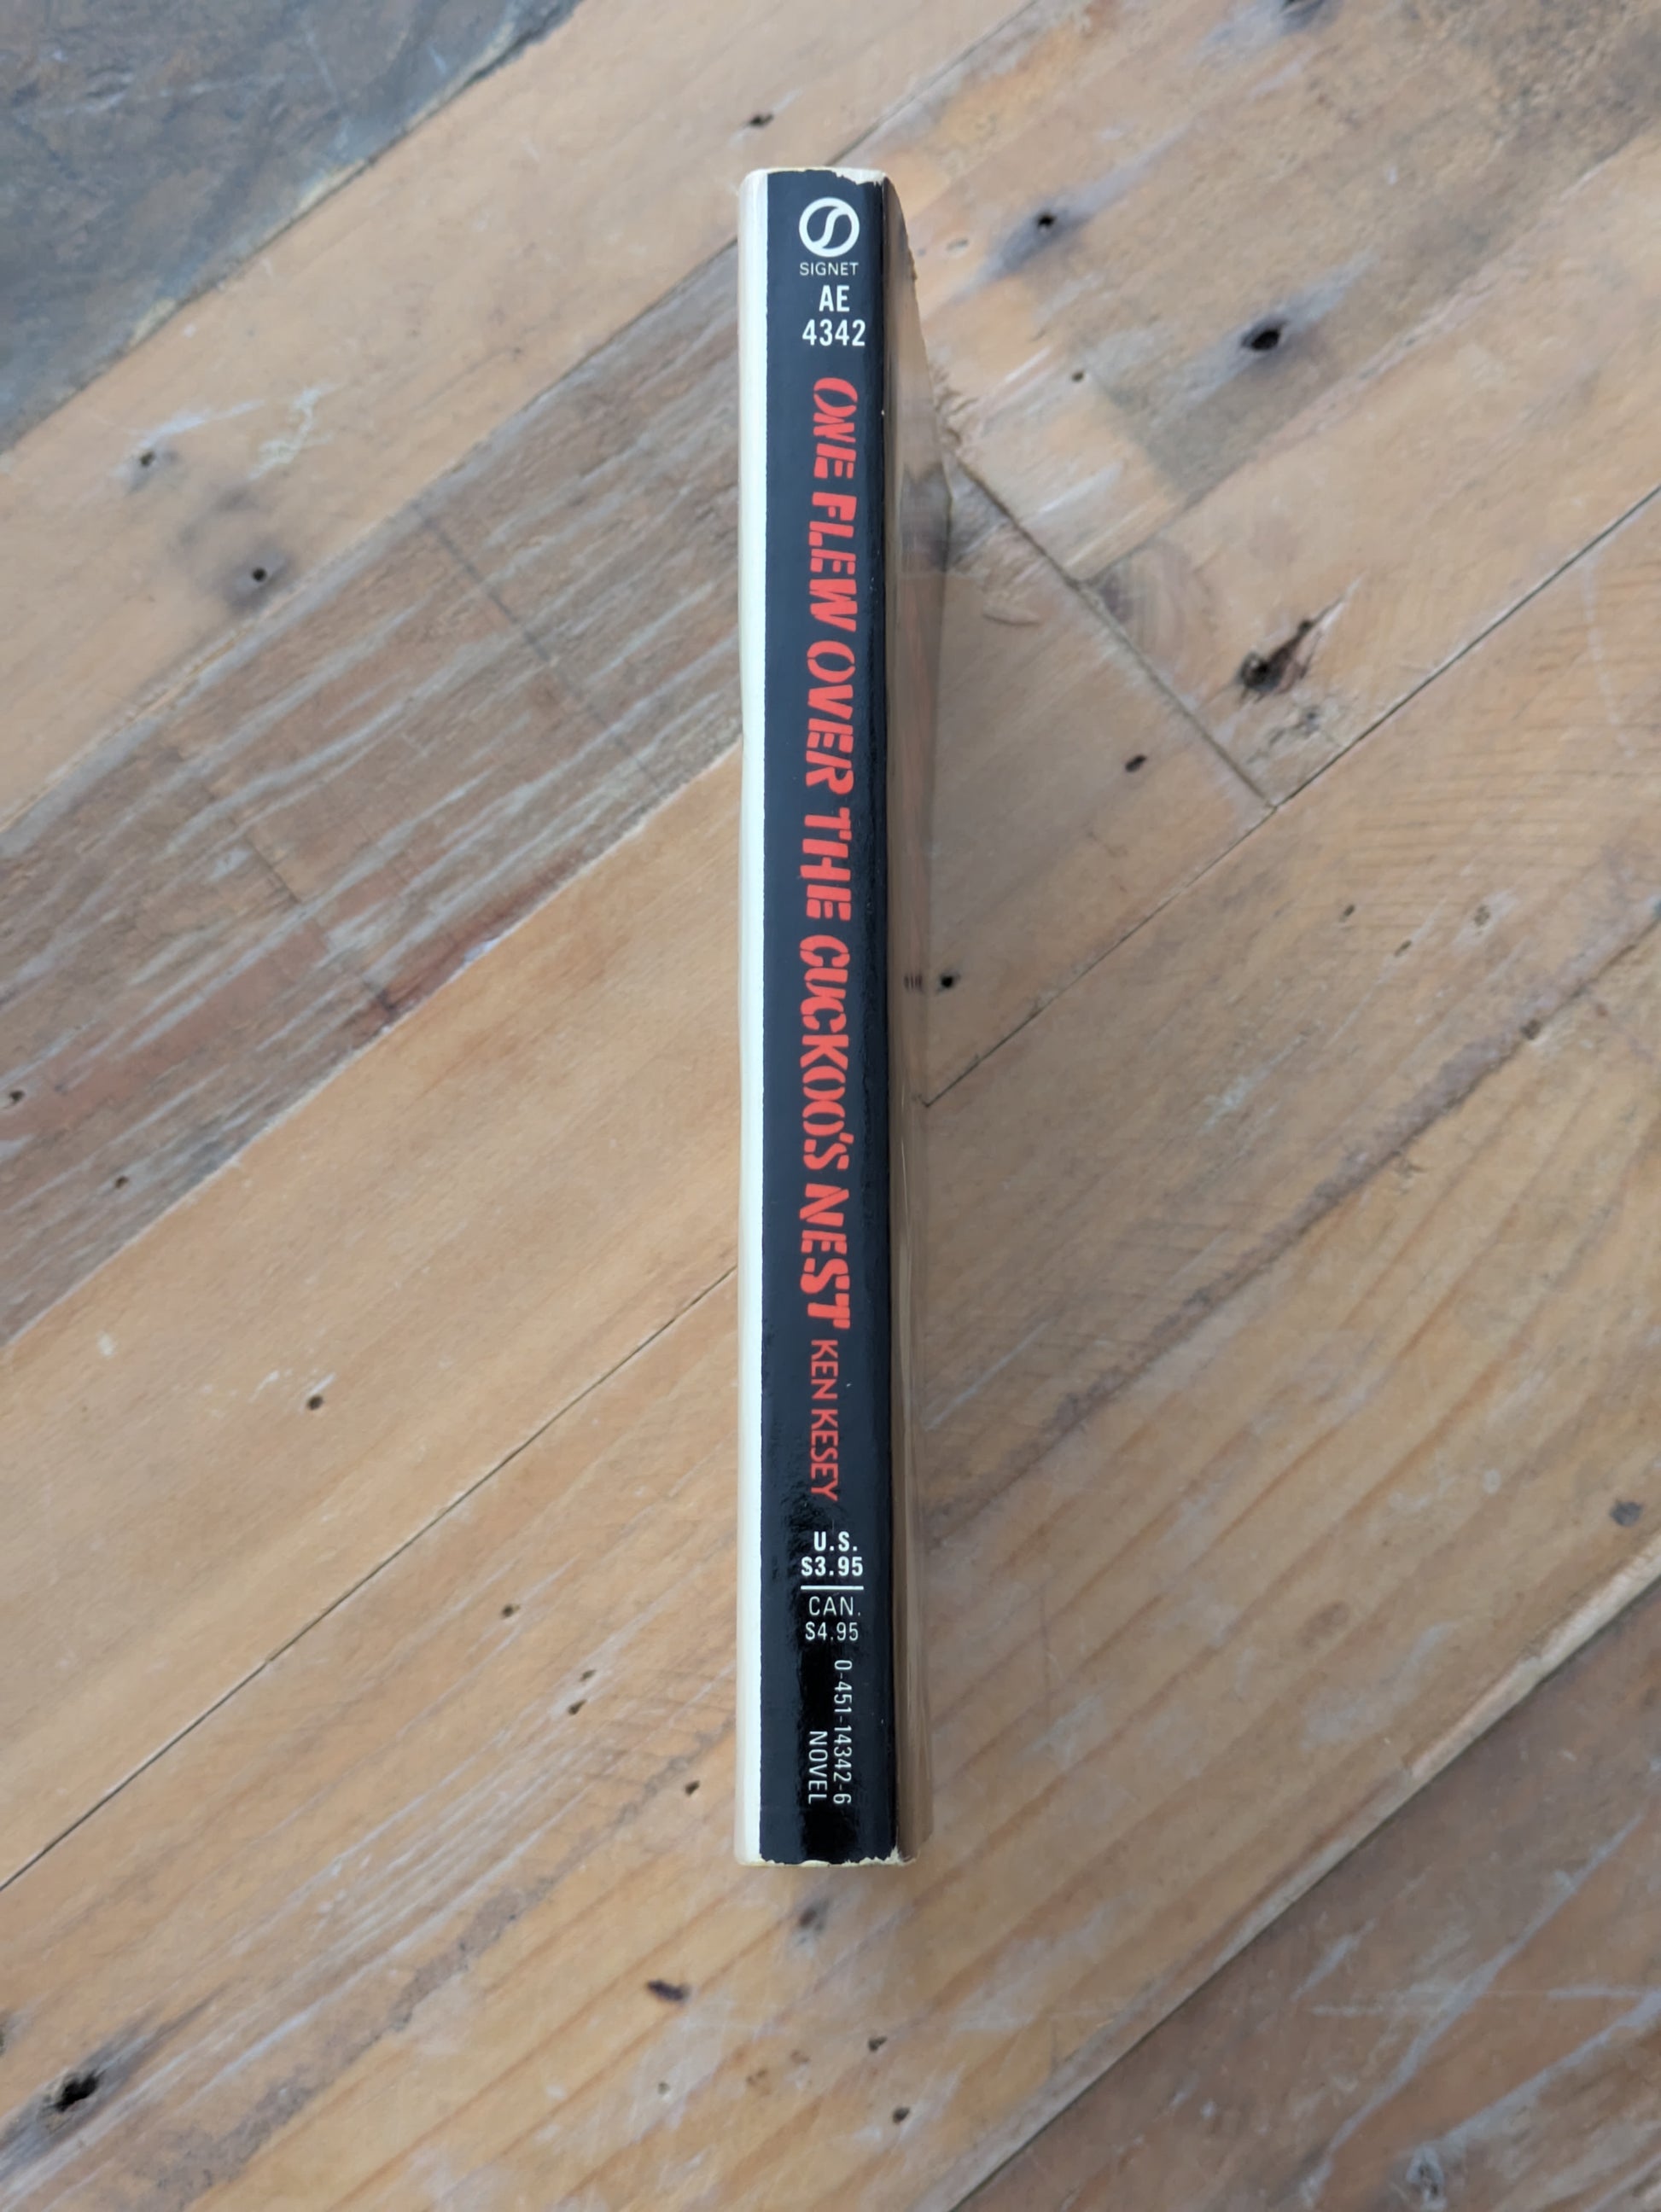 SIGNET
AE
4342
ONE FLEW OVER THE CUCKOO'S NEST
KEN KESEY
U.S.
$3.95
CAN.
$4.95
0-451-14342-6
NOVEL